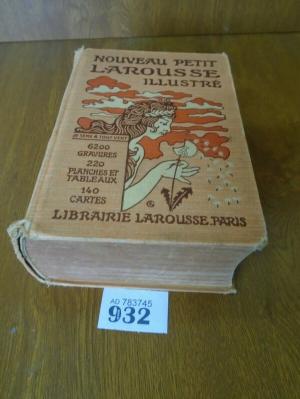 NOUVEAU PETIT
LAROUSSE
ILLUSTRÉ
JE SÈME À TOUT VENT
6200
GRAVURES
220
PLANCHES ET
TABLEAUX
140
CARTES
LIBRAIRIE LAROUSSE, PARIS
AD 783745
932